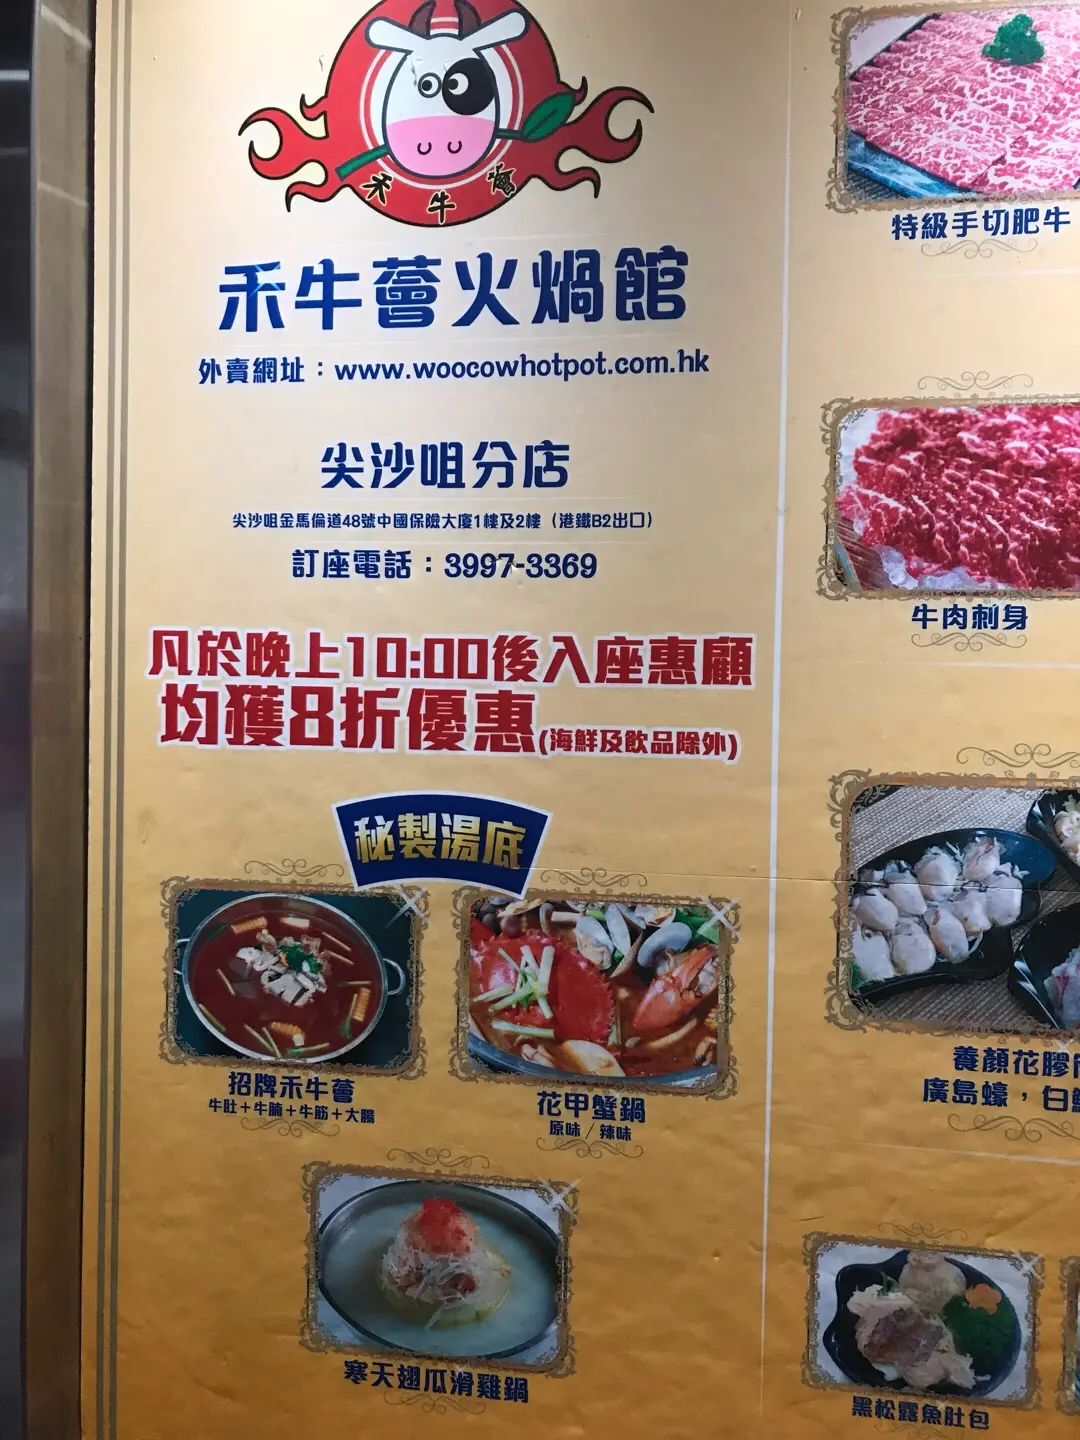 禾牛薈
禾牛薈火焗館
外賣網址：www.woocowhotpot.com.hk
尖沙咀分店
尖沙咀金馬倫道48號中國保險大廈1樓及2樓（港鐵B2出口）
訂座電話：3997-3369
凡於晚上10:00後入座惠顧
均獲8折優惠(海鮮及飲品除外)
秘製湯底
招牌禾牛薈
牛肚＋牛腩＋牛筋＋大腸
花甲蟹鍋
原味／辣味
寒天翅瓜滑雞鍋
特級手切肥牛
牛肉刺身
養顏花膠
廣島蠔，白
黑松露魚肚包